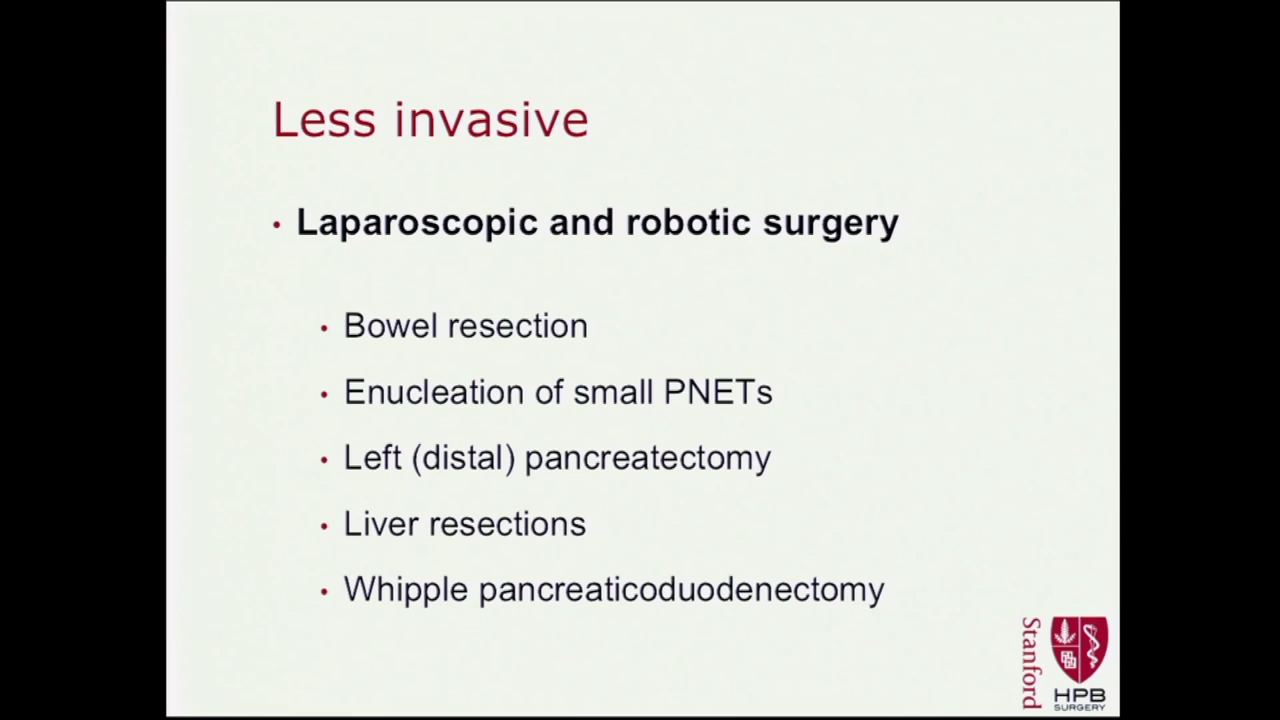 Less invasive
• Laparoscopic and robotic surgery
• Bowel resection
• Enucleation of small PNETs
• Left (distal) pancreatectomy
• Liver resections
• Whipple pancreaticoduodenectomy
Stanford
HPB
SURGERY